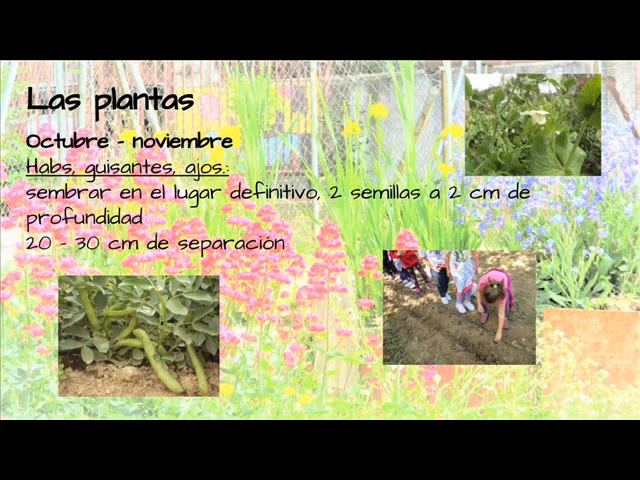 Las plantas
Octubre - noviembre
Habs, guisantes, ajos.:
sembrar en el lugar definitivo, 2 semillas a 2 cm de
profundidad
20 - 30 cm de separación